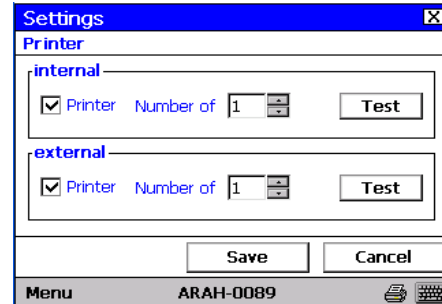 Settings X
Printer
internal
Printer Number of 1 Test
external
Printer Number of 1 Test
Save Cancel
Menu ARAH-0089